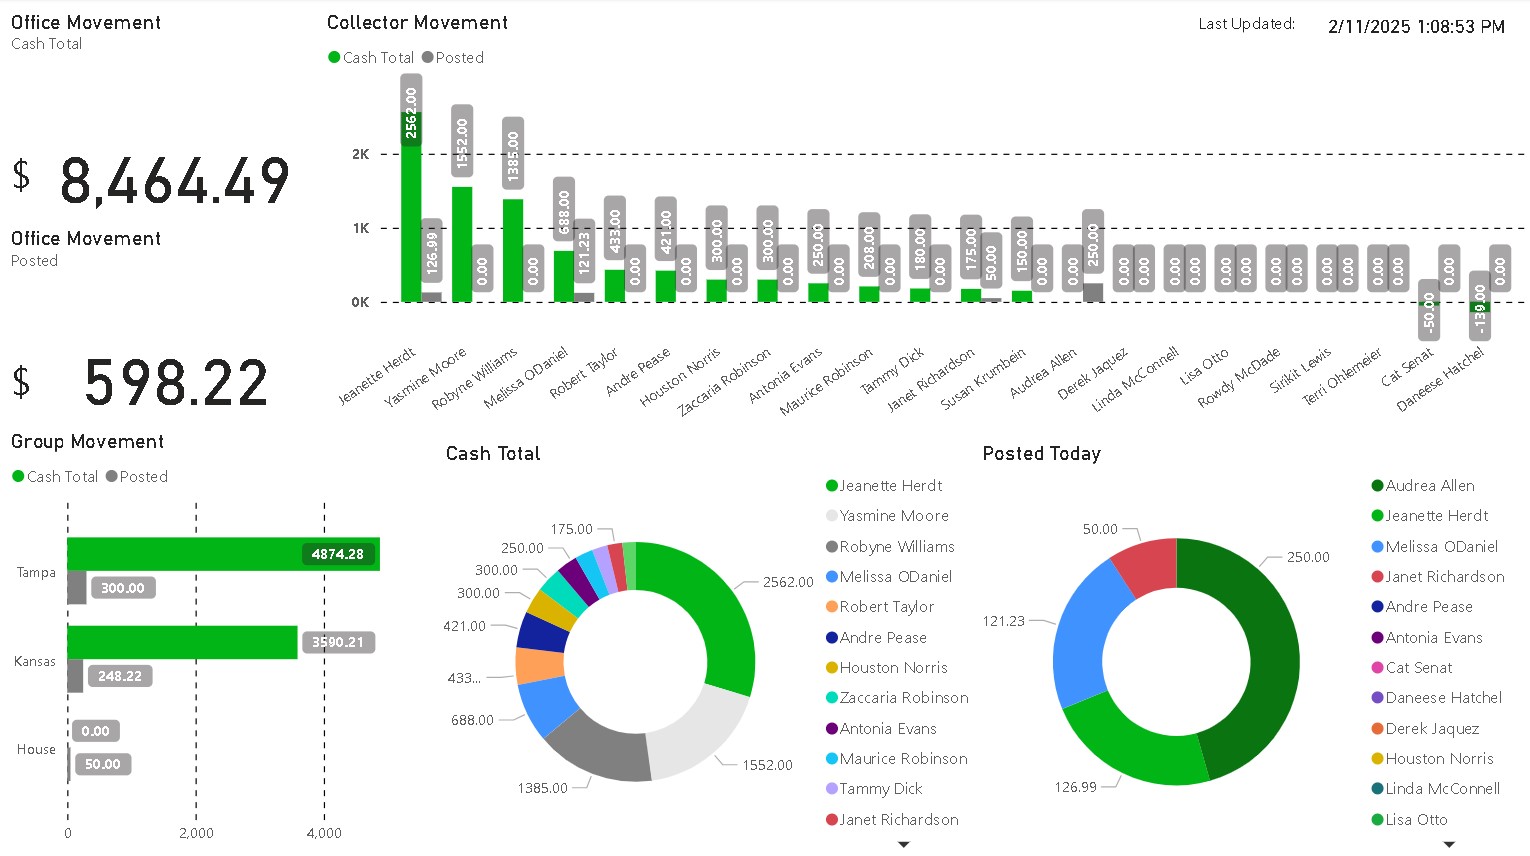 Office Movement
Cash Total
$ 8,464.49
Office Movement
Posted
$ 598.22
Collector Movement
Last Updated: 2/11/2025 1:08:53 PM
Cash Total Posted
2K
1K
0K
2562.00 126.99 1552.00 0.00 1385.00 0.00 688.00 121.23 433.00 0.00 421.00 0.00 300.00 0.00 300.00 0.00 250.00 0.00 208.00 0.00 180.00 0.00 175.00 50.00 150.00 0.00 0.00 250.00 0.00 0.00 0.00 0.00 0.00 0.00 0.00 0.00 0.00 0.00 0.00 0.00 -50.00 0.00 -139.00 0.00
Jeanette Herdt
Yasmine Moore
Robyne Williams
Melissa ODaniel
Robert Taylor
Andre Pease
Houston Norris
Zaccaria Robinson
Antonia Evans
Maurice Robinson
Tammy Dick
Janet Richardson
Susan Krumbein
Audrea Allen
Derek Jaquez
Linda McConnell
Lisa Otto
Rowdy McDade
Sirikit Lewis
Terri Ohlemeier
Cat Senat
Daneese Hatchel
Group Movement
Cash Total Posted
Tampa
4874.28
300.00
Kansas
3590.21
248.22
House
0.00
50.00
0 2,000 4,000
Cash Total
175.00
250.00
300.00
300.00
421.00
433...
688.00
1385.00
1552.00
2562.00
Jeanette Herdt
Yasmine Moore
Robyne Williams
Melissa ODaniel
Robert Taylor
Andre Pease
Houston Norris
Zaccaria Robinson
Antonia Evans
Maurice Robinson
Tammy Dick
Janet Richardson
Posted Today
50.00
250.00
121.23
126.99
Audrea Allen
Jeanette Herdt
Melissa ODaniel
Janet Richardson
Andre Pease
Antonia Evans
Cat Senat
Daneese Hatchel
Derek Jaquez
Houston Norris
Linda McConnell
Lisa Otto